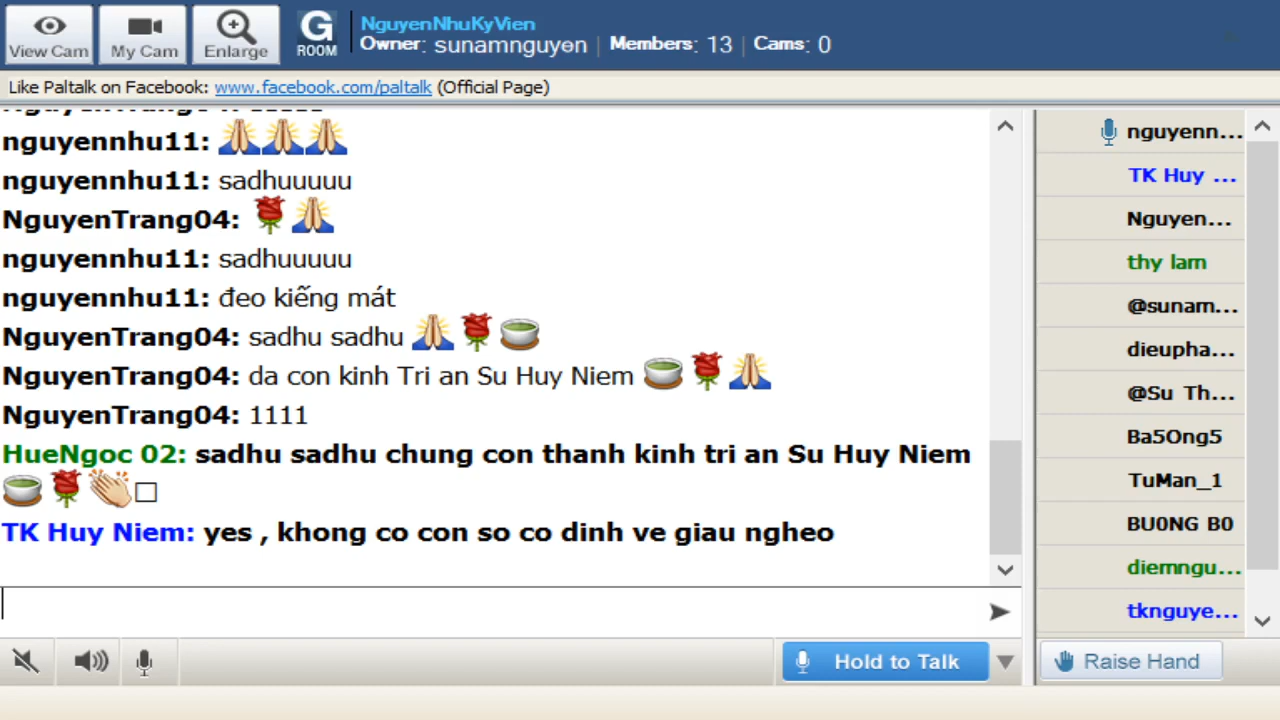 View Cam
My Cam
Enlarge
G
ROOM
NguyenNhuKyVien
Owner: sunamnguyen | Members: 13 | Cams: 0
Like Paltalk on Facebook: www.facebook.com/paltalk (Official Page)
nguyennhu11: 🙏🙏🙏
nguyennhu11: sadhuuuuu
NguyenTrang04: 🌹🙏
nguyennhu11: sadhuuuuu
nguyennhu11: đeo kiếng mát
NguyenTrang04: sadhu sadhu 🙏🌹🍵
NguyenTrang04: da con kinh Tri an Su Huy Niem 🍵🌹🙏
NguyenTrang04: 1111
HueNgoc 02: sadhu sadhu chung con thanh kinh tri an Su Huy Niem
🍵🌹👏□
TK Huy Niem: yes , khong co con so co dinh ve giau ngheo
nguyenn...
TK Huy ...
Nguyen...
thy lam
@sunam...
dieupha...
@Su Th...
Ba5Ong5
TuMan_1
BU0NG B0
diemngu...
tknguye...
Hold to Talk
Raise Hand